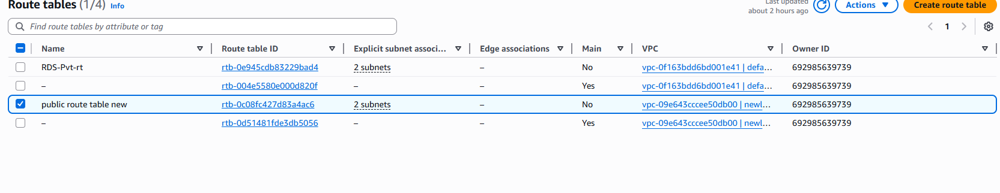 Route tables (1/4) Info
Last updated
about 2 hours ago
Actions
Create route table
Find route tables by attribute or tag
1
Name Route table ID Explicit subnet associ... Edge associations Main VPC Owner ID
RDS-Pvt-rt rtb-0e945cdb83229bad4 2 subnets – No vpc-0f163bdd6bd001e41 | defa... 692985639739
– rtb-004e5580e000d820f – – Yes vpc-0f163bdd6bd001e41 | defa... 692985639739
public route table new rtb-0c08fc427d83a4ac6 2 subnets – No vpc-09e643cccee50db00 | newl... 692985639739
– rtb-0d51481fde3db5056 – – Yes vpc-09e643cccee50db00 | newl... 692985639739